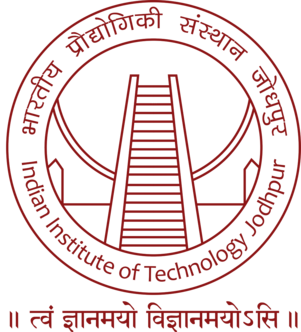 भारतीय प्रौद्योगिकी संस्थान जोधपुर
Indian Institute of Technology Jodhpur
॥ त्वं ज्ञानमयो विज्ञानमयोऽसि ॥